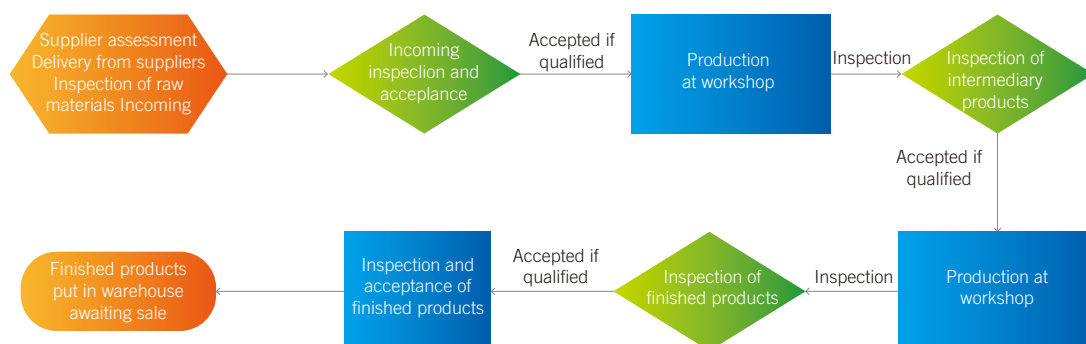 Supplier assessment
Delivery from suppliers
Inspection of raw
materials Incoming
Incoming
inspeclion and
acceplance
Accepted if
qualified
Production
at workshop
Inspection
Inspection of
intermediary
products
Accepted if
qualified
Production at
workshop
Inspection
Inspection of
finished products
Accepted if
qualified
Inspection and
acceptance of
finished products
Finished products
put in warehouse
awaiting sale